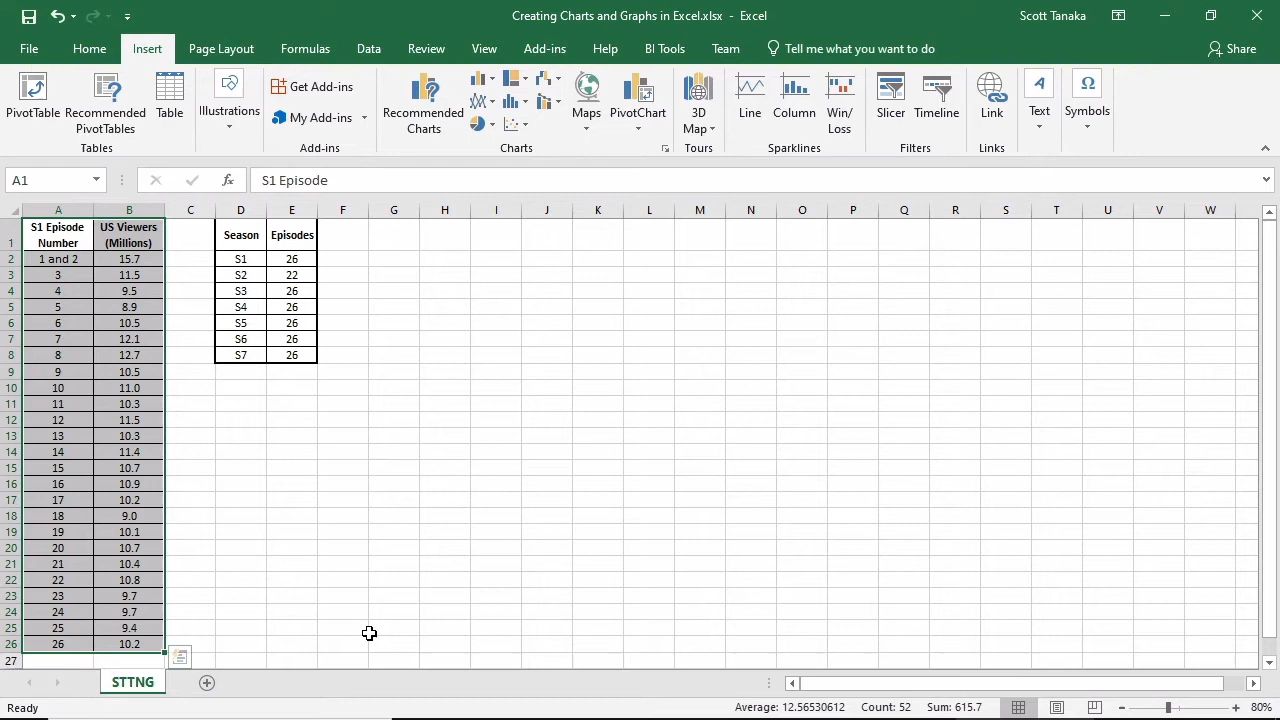 Creating Charts and Graphs in Excel.xlsx - Excel
Scott Tanaka
File Home Insert Page Layout Formulas Data Review View Add-ins Help BI Tools Team Tell me what you want to do Share
PivotTable
Recommended PivotTables
Table
Illustrations
Get Add-ins
My Add-ins
Recommended Charts
Maps
PivotChart
3D Map
Line
Column
Win/Loss
Slicer
Timeline
Link
Text
Symbols
Tables Add-ins Charts Tours Sparklines Filters Links
A1 fx S1 Episode
A B C D E F G H I J K L M N O P Q R S T U V W
1 S1 Episode Number US Viewers (Millions) Season Episodes
2 1 and 2 15.7 S1 26
3 3 11.5 S2 22
4 4 9.5 S3 26
5 5 8.9 S4 26
6 6 10.5 S5 26
7 7 12.1 S6 26
8 8 12.7 S7 26
9 9 10.5
10 10 11.0
11 11 10.3
12 12 11.5
13 13 10.3
14 14 11.4
15 15 10.7
16 16 10.9
17 17 10.2
18 18 9.0
19 19 10.1
20 20 10.7
21 21 10.4
22 22 10.8
23 23 9.7
24 24 9.7
25 25 9.4
26 26 10.2
27
STTNG
Ready Average: 12.56530612 Count: 52 Sum: 615.7 80%